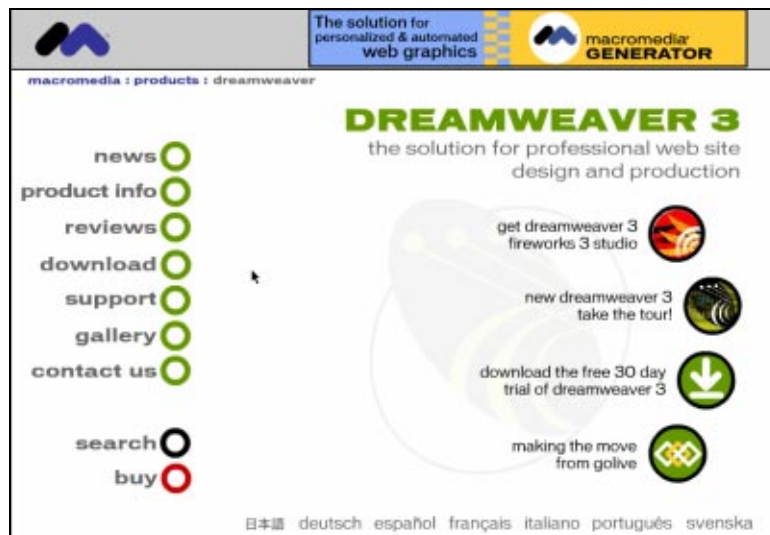 The solution for
personalized & automated
web graphics
macromedia
GENERATOR
macromedia : products : dreamweaver
DREAMWEAVER 3
the solution for professional web site
design and production
news
product info
reviews
download
support
gallery
contact us
search
buy
get dreamweaver 3
fireworks 3 studio
new dreamweaver 3
take the tour!
download the free 30 day
trial of dreamweaver 3
making the move
from golive
日本語 deutsch español français italiano português svenska